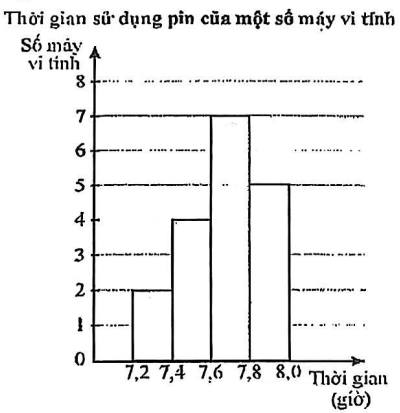 Thời gian sử dụng pin của một số máy vi tính
Số máy
vi tính
8
7
6
5
4
3
2
1
0
7,2 7,4 7,6 7,8 8,0 Thời gian
(giờ)